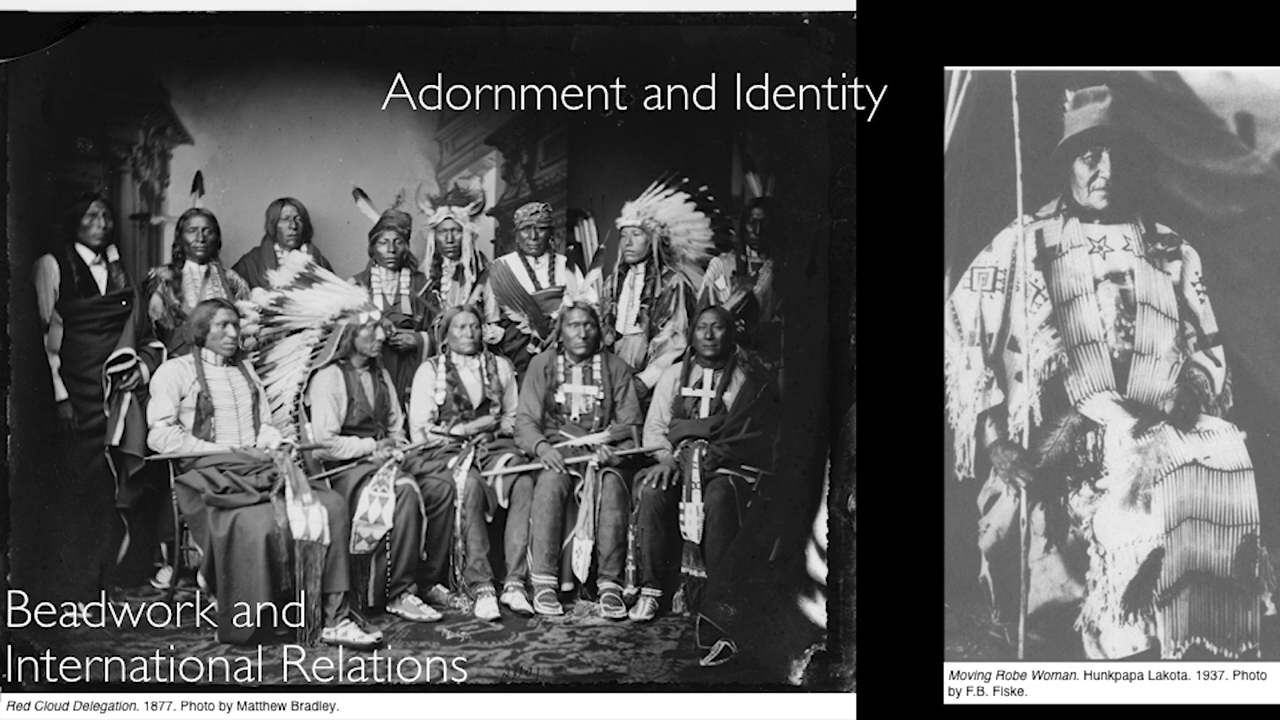 Adornment and Identity
Beadwork and
International Relations
Red Cloud Delegation. 1877. Photo by Matthew Bradley.
Moving Robe Woman. Hunkpapa Lakota. 1937. Photo
by F.B. Fiske.